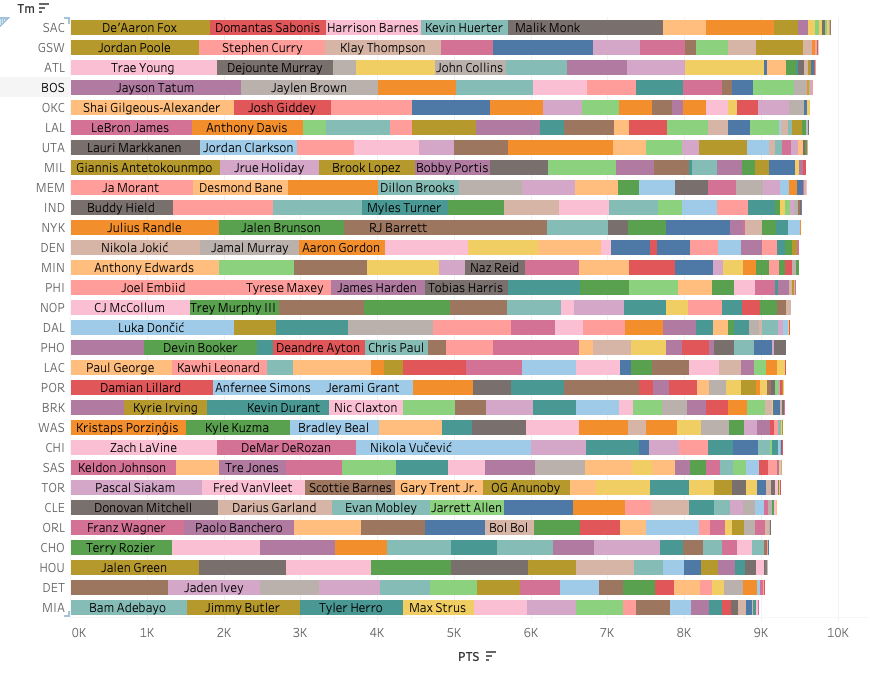 Tm
SAC De'Aaron Fox Domantas Sabonis Harrison Barnes Kevin Huerter Malik Monk
GSW Jordan Poole Stephen Curry Klay Thompson
ATL Trae Young Dejounte Murray John Collins
BOS Jayson Tatum Jaylen Brown
OKC Shai Gilgeous-Alexander Josh Giddey
LAL LeBron James Anthony Davis
UTA Lauri Markkanen Jordan Clarkson
MIL Giannis Antetokounmpo Jrue Holiday Brook Lopez Bobby Portis
MEM Ja Morant Desmond Bane Dillon Brooks
IND Buddy Hield Myles Turner
NYK Julius Randle Jalen Brunson RJ Barrett
DEN Nikola Jokić Jamal Murray Aaron Gordon
MIN Anthony Edwards Naz Reid
PHI Joel Embiid Tyrese Maxey James Harden Tobias Harris
NOP CJ McCollum Trey Murphy III
DAL Luka Dončić
PHO Devin Booker Deandre Ayton Chris Paul
LAC Paul George Kawhi Leonard
POR Damian Lillard Anfernee Simons Jerami Grant
BRK Kyrie Irving Kevin Durant Nic Claxton
WAS Kristaps Porziņģis Kyle Kuzma Bradley Beal
CHI Zach LaVine DeMar DeRozan Nikola Vučević
SAS Keldon Johnson Tre Jones
TOR Pascal Siakam Fred VanVleet Scottie Barnes Gary Trent Jr. OG Anunoby
CLE Donovan Mitchell Darius Garland Evan Mobley Jarrett Allen
ORL Franz Wagner Paolo Banchero Bol Bol
CHO Terry Rozier
HOU Jalen Green
DET Jaden Ivey
MIA Bam Adebayo Jimmy Butler Tyler Herro Max Strus
0K 1K 2K 3K 4K 5K 6K 7K 8K 9K 10K
PTS